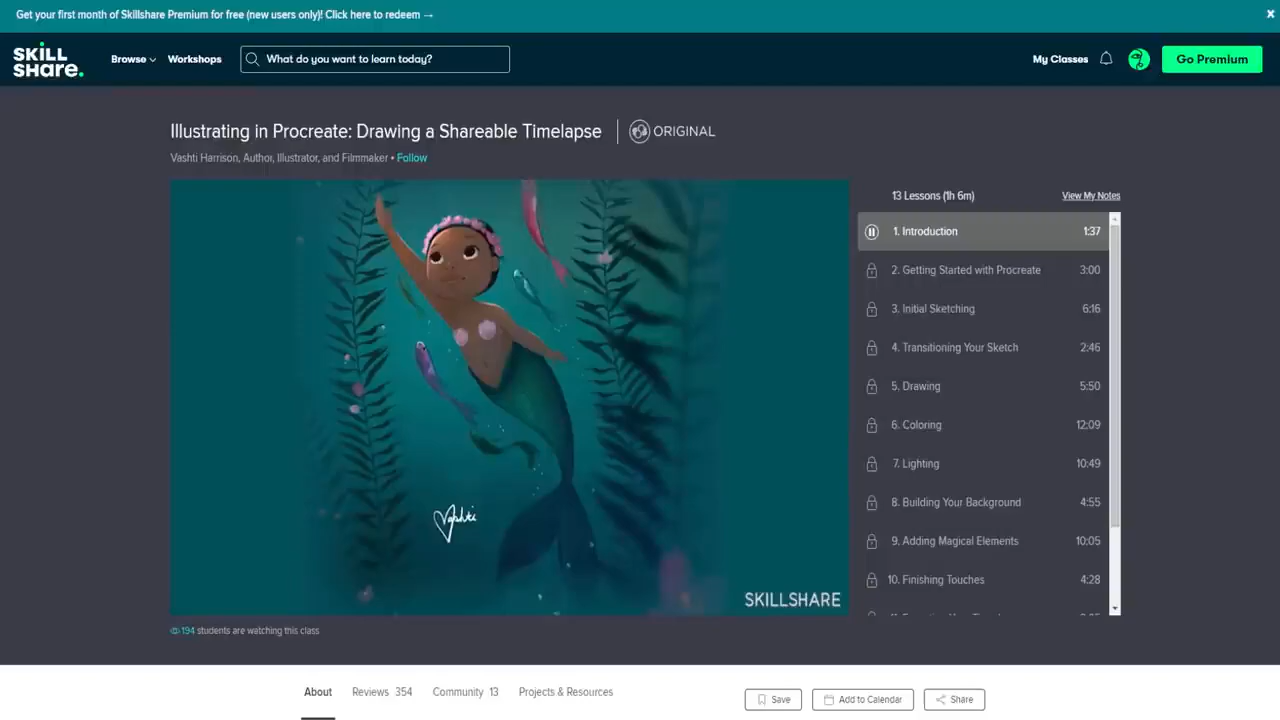 Get your first month of Skillshare Premium for free (new users only)! Click here to redeem →
SKILL
SHARE.
Browse
Workshops
What do you want to learn today?
My Classes
Go Premium
Illustrating in Procreate: Drawing a Shareable Timelapse
ORIGINAL
Vashti Harrison, Author, Illustrator, and Filmmaker • Follow
13 Lessons (1h 6m)
View My Notes
1. Introduction 1:37
2. Getting Started with Procreate 3:00
3. Initial Sketching 6:16
4. Transitioning Your Sketch 2:46
5. Drawing 5:50
6. Coloring 12:09
7. Lighting 10:49
8. Building Your Background 4:55
9. Adding Magical Elements 10:05
10. Finishing Touches 4:28
Vashti
SKILLSHARE
194 students are watching this class
About
Reviews 354
Community 13
Projects & Resources
Save
Add to Calendar
Share